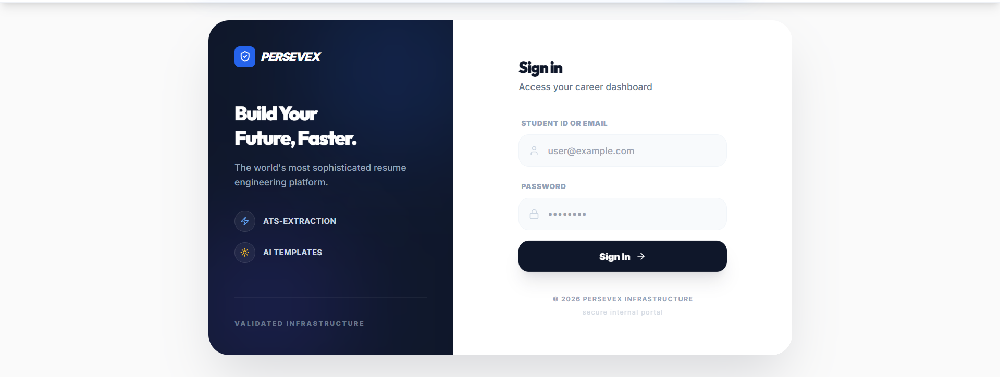 PERSEVEX
Build Your
Future, Faster.
The world's most sophisticated resume
engineering platform.
ATS-EXTRACTION
AI TEMPLATES
VALIDATED INFRASTRUCTURE
Sign in
Access your career dashboard
STUDENT ID OR EMAIL
user@example.com
PASSWORD
••••••••
Sign In →
© 2026 PERSEVEX INFRASTRUCTURE
secure internal portal